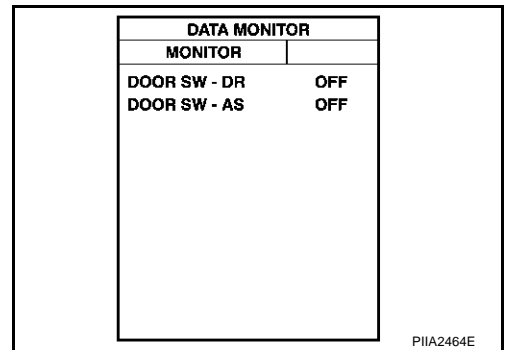 DATA MONITOR
MONITOR
DOOR SW - DR OFF
DOOR SW - AS OFF
PIIA2464E